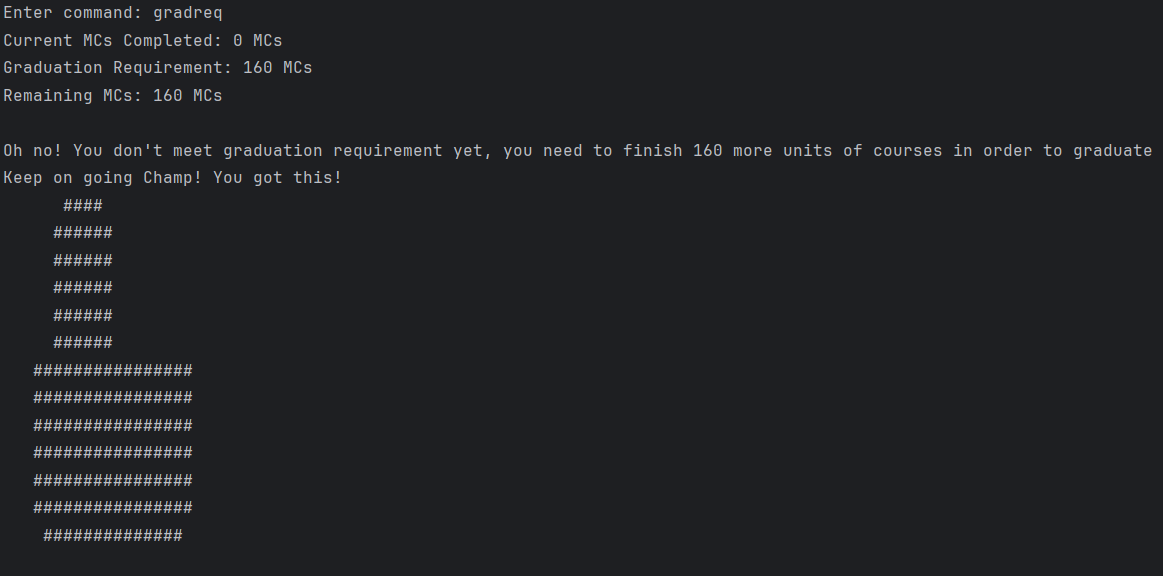 Enter command: gradreq
Current MCs Completed: 0 MCs
Graduation Requirement: 160 MCs
Remaining MCs: 160 MCs

Oh no! You don't meet graduation requirement yet, you need to finish 160 more units of courses in order to graduate
Keep on going Champ! You got this!
      ####
     ######
     ######
     ######
     ######
     ######
   ################
   ################
   ################
   ################
   ################
   ################
    ##############